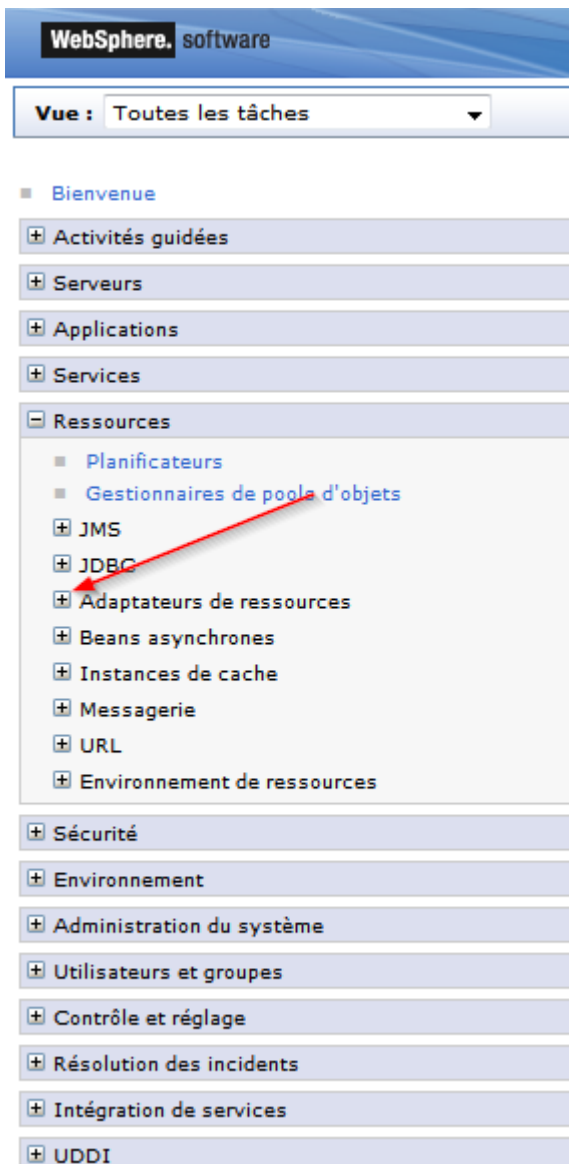 WebSphere. software
Vue : Toutes les tâches
Bienvenue
Activités guidées
Serveurs
Applications
Services
Ressources
Planificateurs
Gestionnaires de pools d'objets
JMS
JDBC
Adaptateurs de ressources
Beans asynchrones
Instances de cache
Messagerie
URL
Environnement de ressources
Sécurité
Environnement
Administration du système
Utilisateurs et groupes
Contrôle et réglage
Résolution des incidents
Intégration de services
UDDI